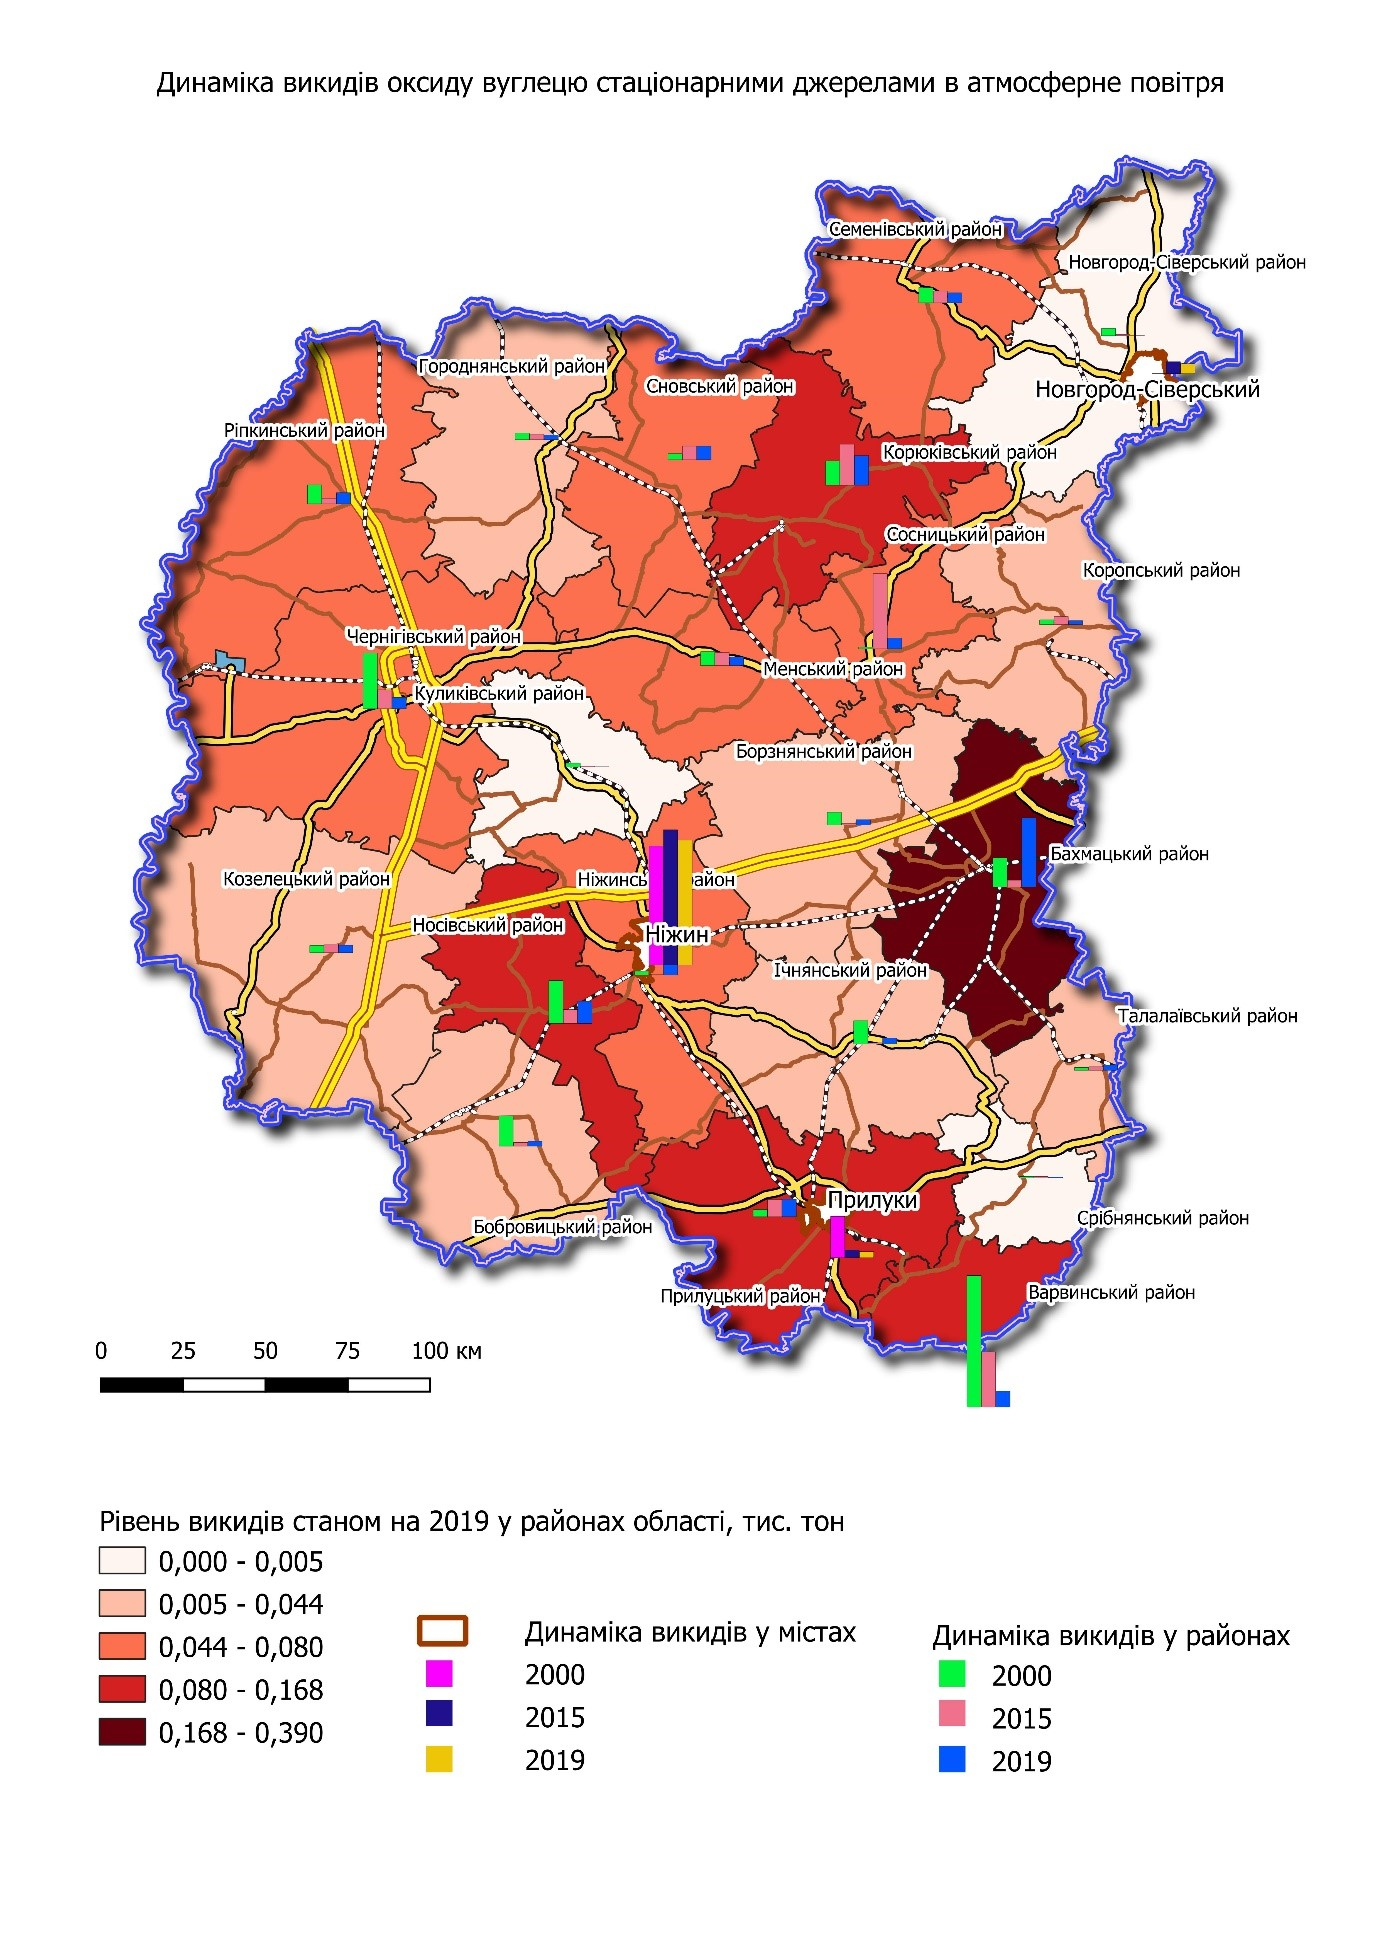 Динаміка викидів оксиду вуглецю стаціонарними джерелами в атмосферне повітря
Семенівський район
Новгород-Сіверський район
Городнянський район
Сновський район
Новгород-Сіверський
Ріпкинський район
Корюківський район
Сосницький район
Коропський район
Чернігівський район
Менський район
Куликівський район
Борзнянський район
Бахмацький район
Козелецький район
Ніжинсь район
Носівський район
Ніжин
Ічнянський район
Талалаївський район
Прилуки
Срібнянський район
Бобровицький район
Прилуцький район
Варвинський район
0 25 50 75 100 км
Рівень викидів станом на 2019 у районах області, тис. тон
0,000 - 0,005
0,005 - 0,044
0,044 - 0,080
0,080 - 0,168
0,168 - 0,390
Динаміка викидів у містах
2000
2015
2019
Динаміка викидів у районах
2000
2015
2019